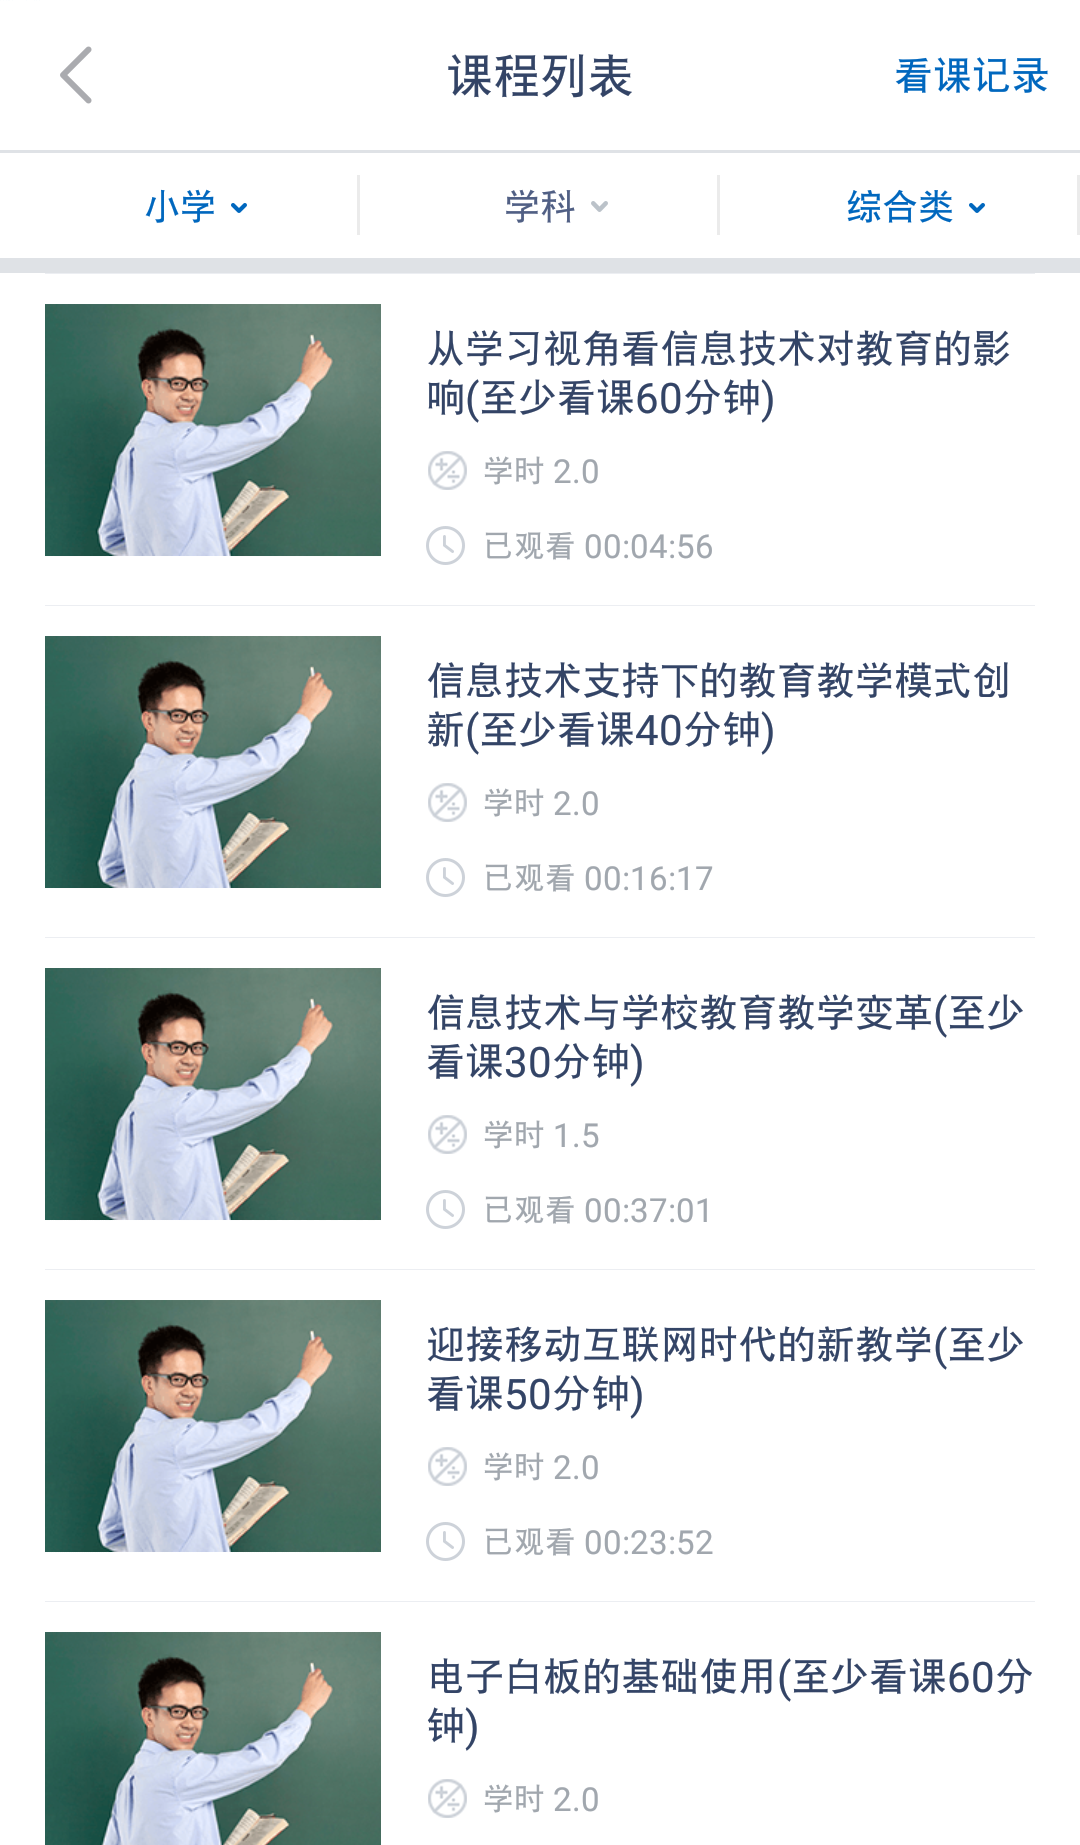 课程列表
看课记录
小学
学科
综合类
从学习视角看信息技术对教育的影
响(至少看课60分钟)
学时 2.0
已观看 00:04:56
信息技术支持下的教育教学模式创
新(至少看课40分钟)
学时 2.0
已观看 00:16:17
信息技术与学校教育教学变革(至少
看课30分钟)
学时 1.5
已观看 00:37:01
迎接移动互联网时代的新教学(至少
看课50分钟)
学时 2.0
已观看 00:23:52
电子白板的基础使用(至少看课60分
钟)
学时 2.0